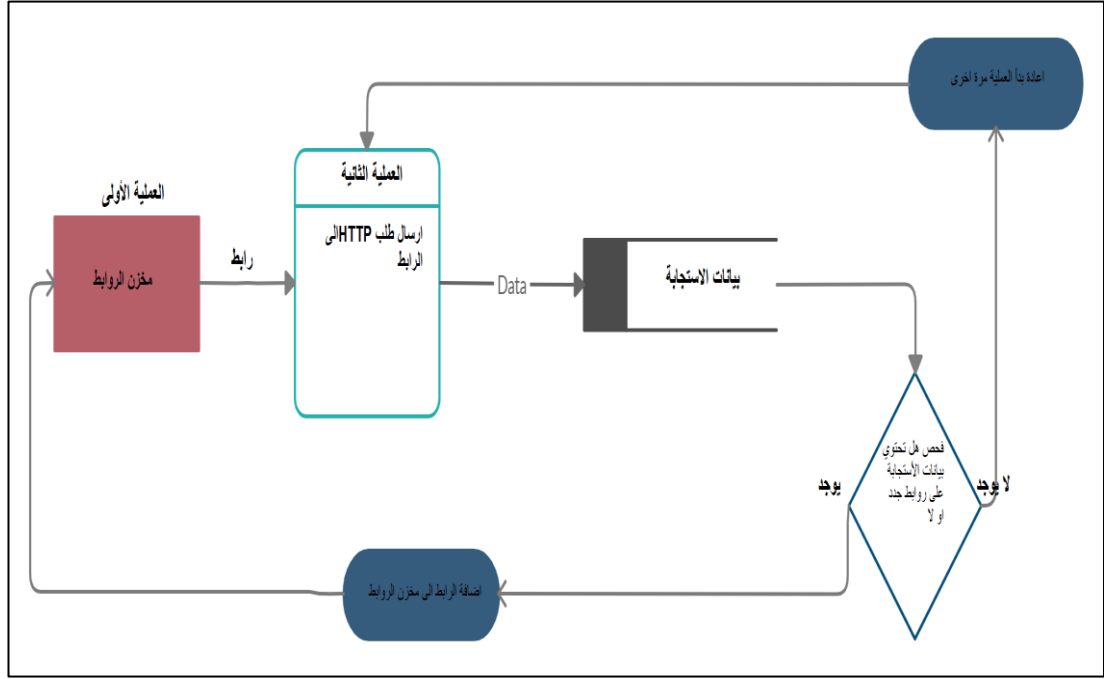 اعادة بدأ العملية مرة اخرى
العملية الأولى
مخزن الروابط
رابط
العملية الثانية
ارسال طلب HTTPالى
الرابط
Data
بيانات الاستجابة
فحص هل تحتوي
بيانات الأستجابة
على روابط جدد
او لا
يوجد
لا يوجد
اضافة الرابط الى مخزن الروابط